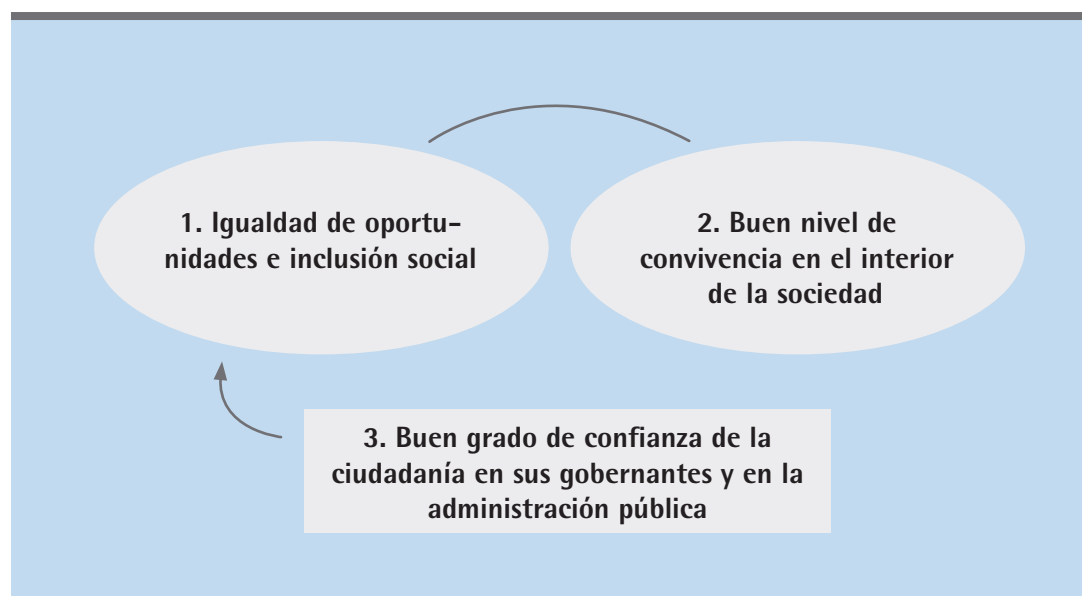 1. Igualdad de oportu-
nidades e inclusión social
2. Buen nivel de
convivencia en el interior
de la sociedad
3. Buen grado de confianza de la
ciudadanía en sus gobernantes y en la
administración pública